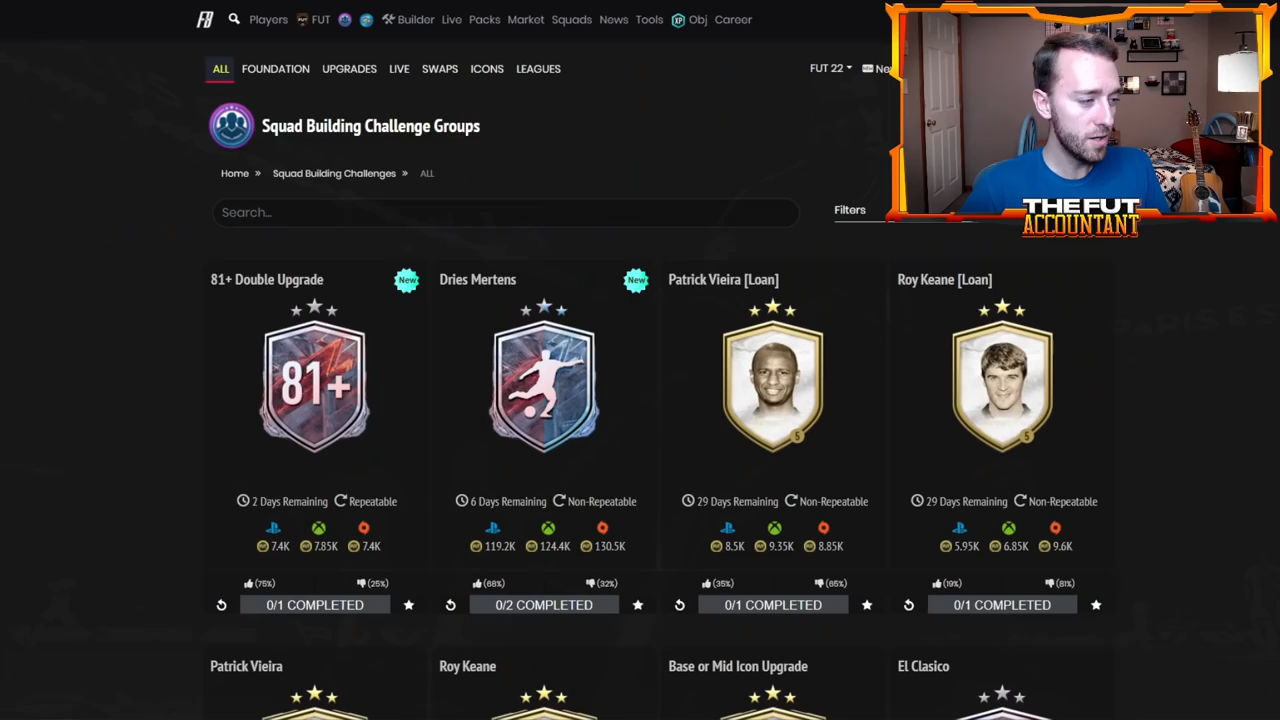 FB Players FUT Builder Live Packs Market Squads News Tools XP Obj Career
ALL FOUNDATION UPGRADES LIVE SWAPS ICONS LEAGUES FUT 22
Squad Building Challenge Groups
Home » Squad Building Challenges » ALL
Search... Filters
THE FUT
ACCOUNTANT
81+ Double Upgrade New Dries Mertens New Patrick Vieira [Loan] Roy Keane [Loan]
81+
5 5
2 Days Remaining Repeatable 6 Days Remaining Non-Repeatable 29 Days Remaining Non-Repeatable 29 Days Remaining Non-Repeatable
7.4K 7.85K 7.4K 119.2K 124.4K 130.5K 8.5K 9.35K 8.85K 5.95K 6.85K 9.6K
(75%) (25%) (68%) (32%) (35%) (65%) (19%) (81%)
0/1 COMPLETED 0/2 COMPLETED 0/1 COMPLETED 0/1 COMPLETED
Patrick Vieira Roy Keane Base or Mid Icon Upgrade El Clasico